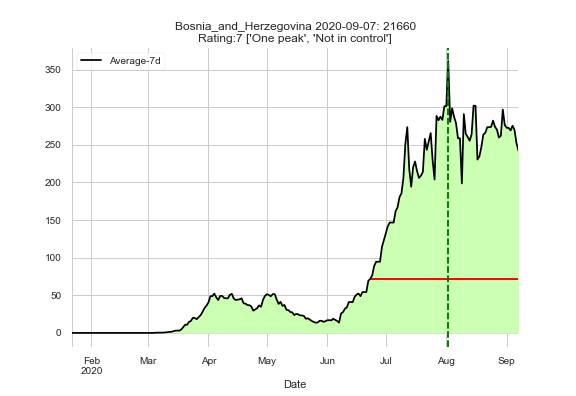 Bosnia_and_Herzegovina 2020-09-07: 21660
Rating:7 ['One peak', 'Not in control']
Average-7d
350
300
250
200
150
100
50
0
Feb
2020
Mar
Apr
May
Jun
Jul
Aug
Sep
Date